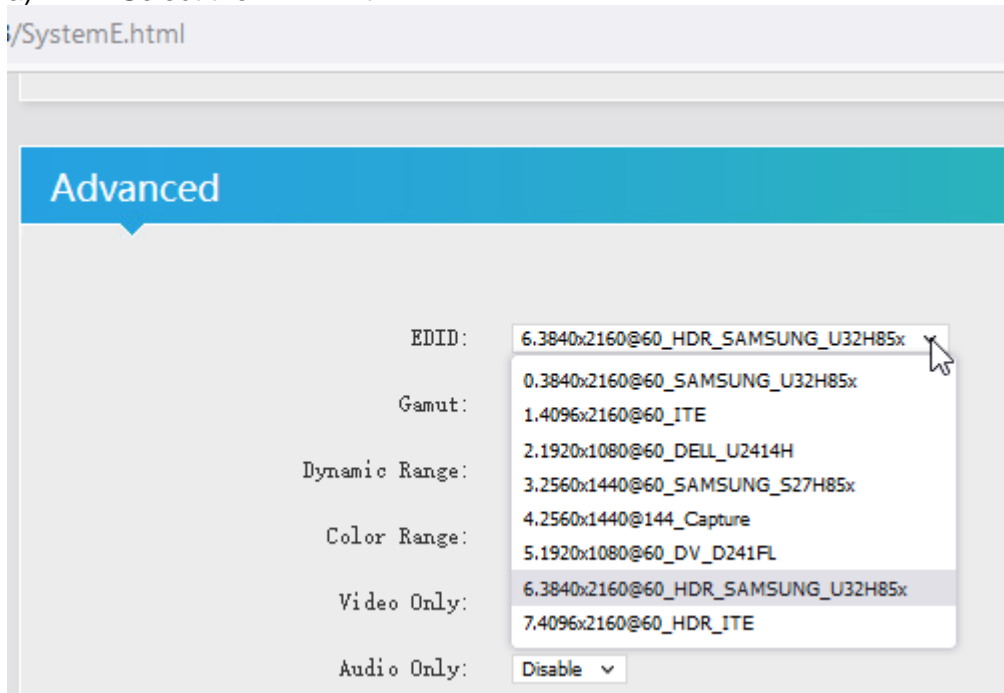 /SystemE.html
Advanced
EDID:
6.3840x2160@60_HDR_SAMSUNG_U32H85x
0.3840x2160@60_SAMSUNG_U32H85x
Gamut:
1.4096x2160@60_ITE
2.1920x1080@60_DELL_U2414H
Dynamic Range:
3.2560x1440@60_SAMSUNG_S27H85x
4.2560x1440@144_Capture
Color Range:
5.1920x1080@60_DV_D241FL
6.3840x2160@60_HDR_SAMSUNG_U32H85x
Video Only:
7.4096x2160@60_HDR_ITE
Audio Only:
Disable